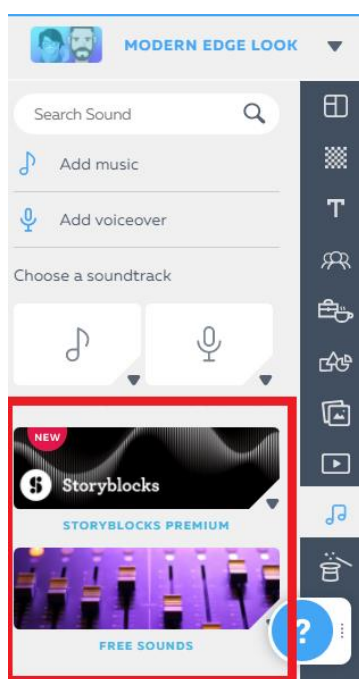 MODERN EDGE LOOK
Search Sound
Add music
T
Add voiceover
Choose a soundtrack
NEW
S Storyblocks
STORYBLOCKS PREMIUM
FREE SOUNDS
?